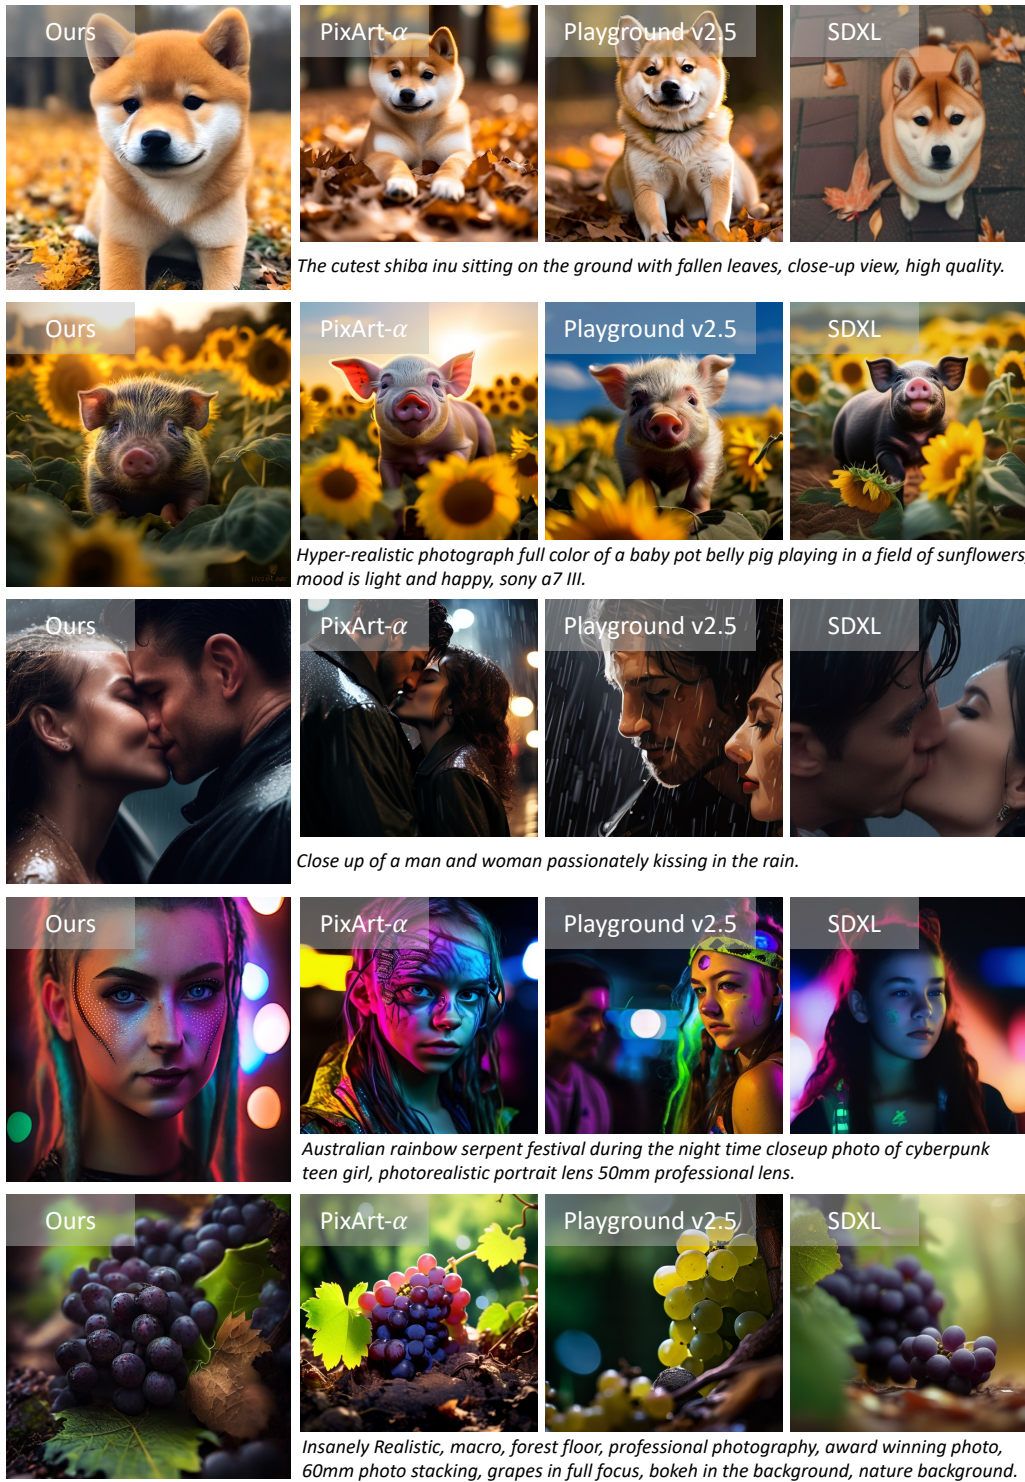 Ours
PixArt-α
Playground v2.5
SDXL
The cutest shiba inu sitting on the ground with fallen leaves, close-up view, high quality.
Ours
PixArt-α
Playground v2.5
SDXL
Hyper-realistic photograph full color of a baby pot belly pig playing in a field of sunflowers,
mood is light and happy, sony a7 III.
Ours
PixArt-α
Playground v2.5
SDXL
Close up of a man and woman passionately kissing in the rain.
Ours
PixArt-α
Playground v2.5
SDXL
Australian rainbow serpent festival during the night time closeup photo of cyberpunk
teen girl, photorealistic portrait lens 50mm professional lens.
Ours
PixArt-α
Playground v2.5
SDXL
Insanely Realistic, macro, forest floor, professional photography, award winning photo,
60mm photo stacking, grapes in full focus, bokeh in the background, nature background.